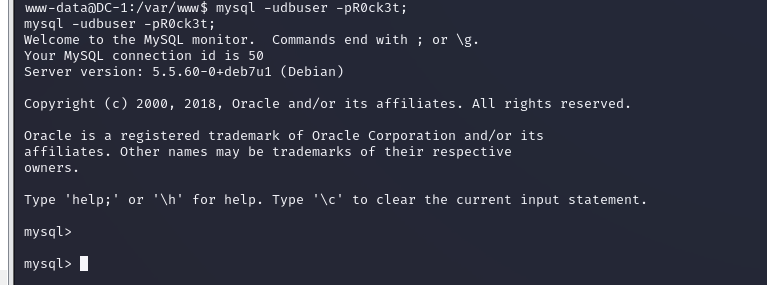 www-data@DC-1:/var/www$ mysql -udbuser -pR0ck3t;
mysql -udbuser -pR0ck3t;
Welcome to the MySQL monitor.  Commands end with ; or \g.
Your MySQL connection id is 50
Server version: 5.5.60-0+deb7u1 (Debian)
Copyright (c) 2000, 2018, Oracle and/or its affiliates. All rights reserved.
Oracle is a registered trademark of Oracle Corporation and/or its
affiliates. Other names may be trademarks of their respective
owners.
Type 'help;' or '\h' for help. Type '\c' to clear the current input statement.
mysql>
mysql>